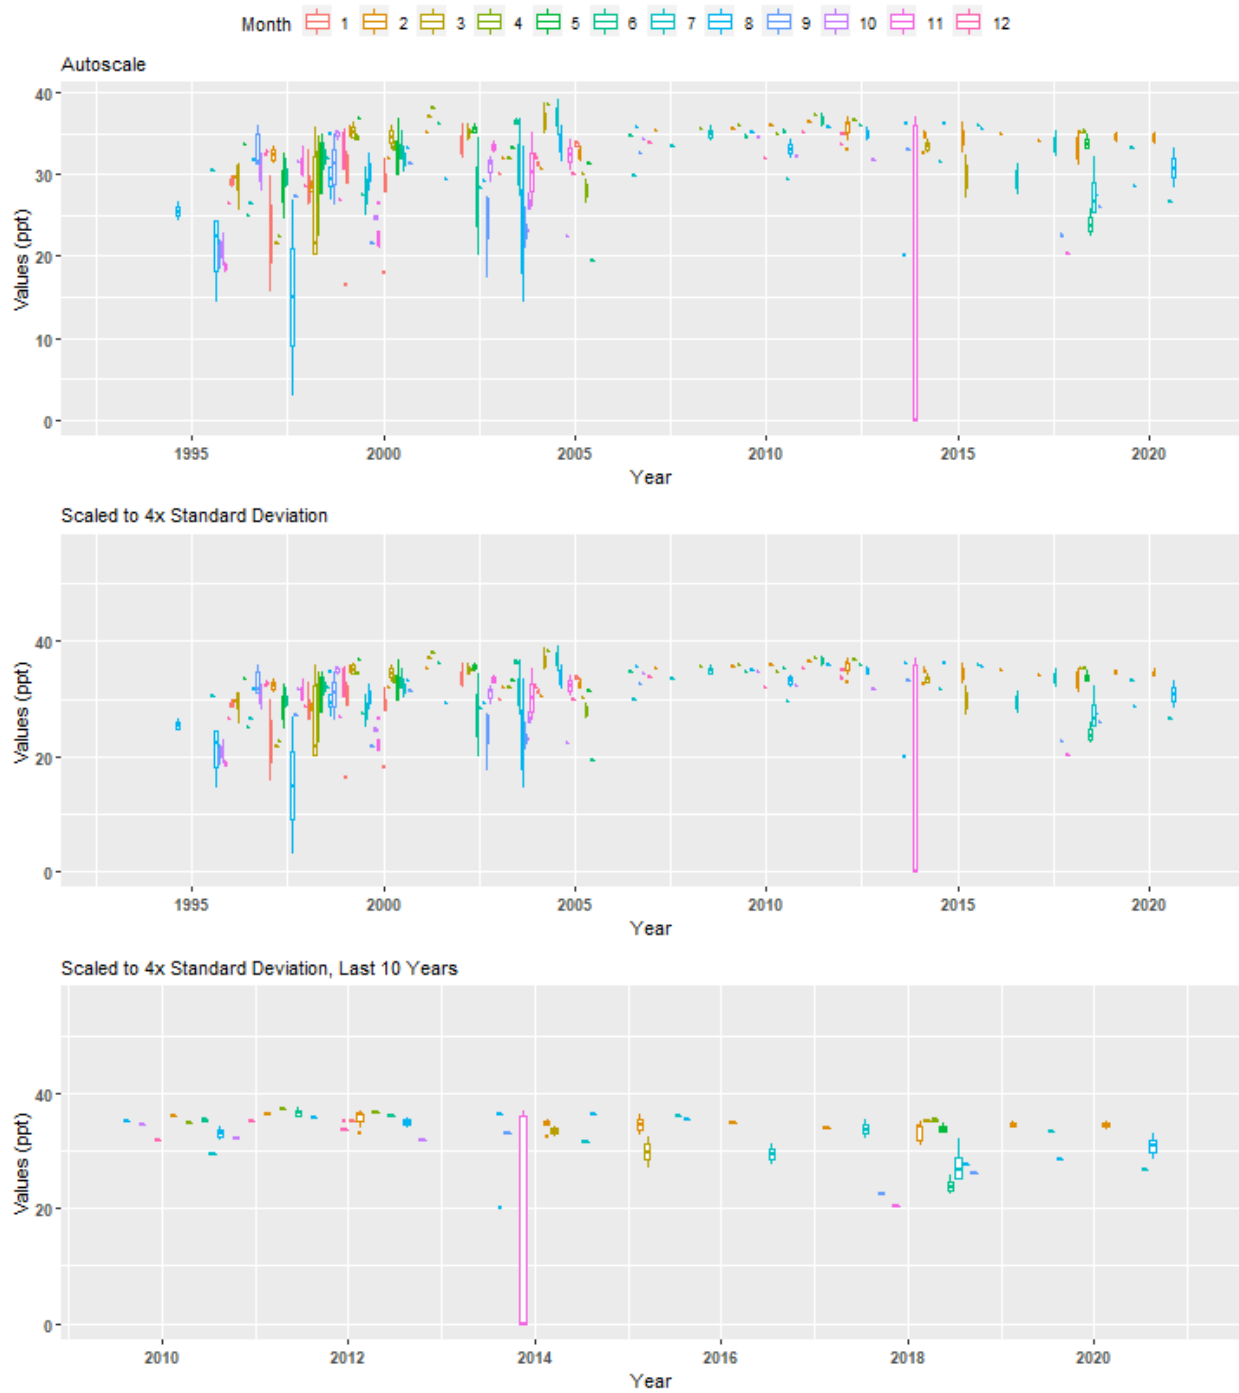 Month 1 2 3 4 5 6 7 8 9 10 11 12
Autoscale
40
30
20
10
0
Values (ppt)
1995 2000 2005 2010 2015 2020
Year
Scaled to 4x Standard Deviation
40
20
0
Values (ppt)
1995 2000 2005 2010 2015 2020
Year
Scaled to 4x Standard Deviation, Last 10 Years
40
20
0
Values (ppt)
2010 2012 2014 2016 2018 2020
Year